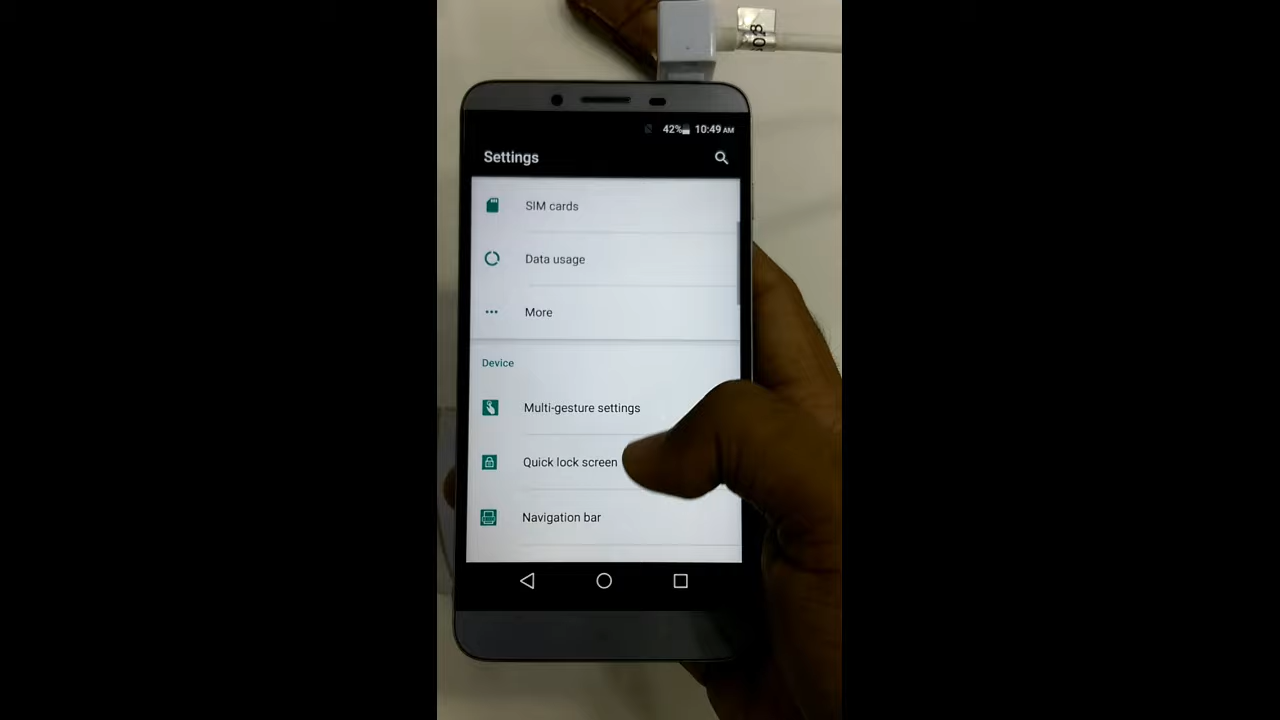 42% 10:49 AM
Settings
SIM cards
Data usage
More
Device
Multi-gesture settings
Quick lock screen
Navigation bar